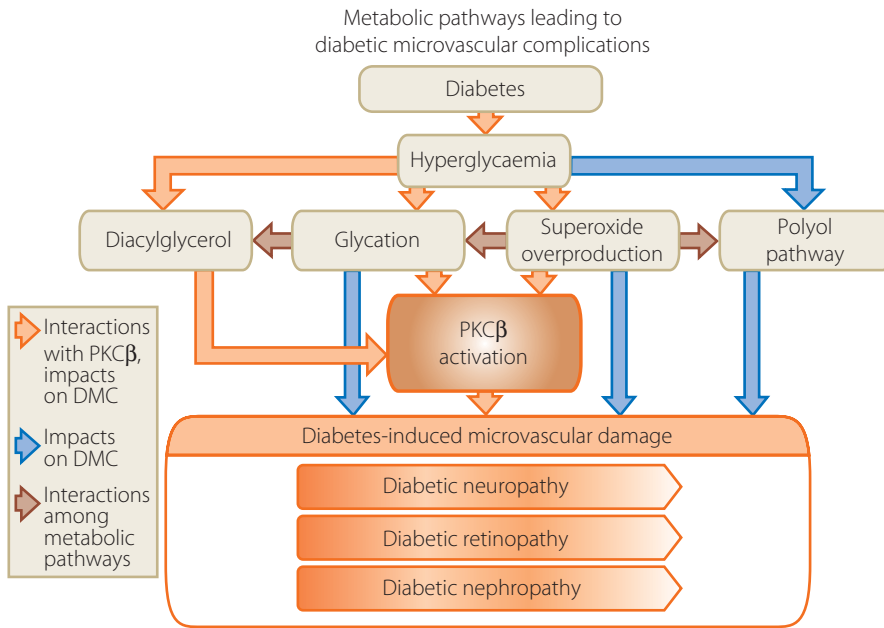 Metabolic pathways leading to
diabetic microvascular complications
Diabetes
Hyperglycaemia
Diacylglycerol
Glycation
Superoxide
overproduction
Polyol
pathway
Interactions
with PKCβ,
impacts
on DMC
Impacts
on DMC
Interactions
among
metabolic
pathways
PKCβ
activation
Diabetes-induced microvascular damage
Diabetic neuropathy
Diabetic retinopathy
Diabetic nephropathy